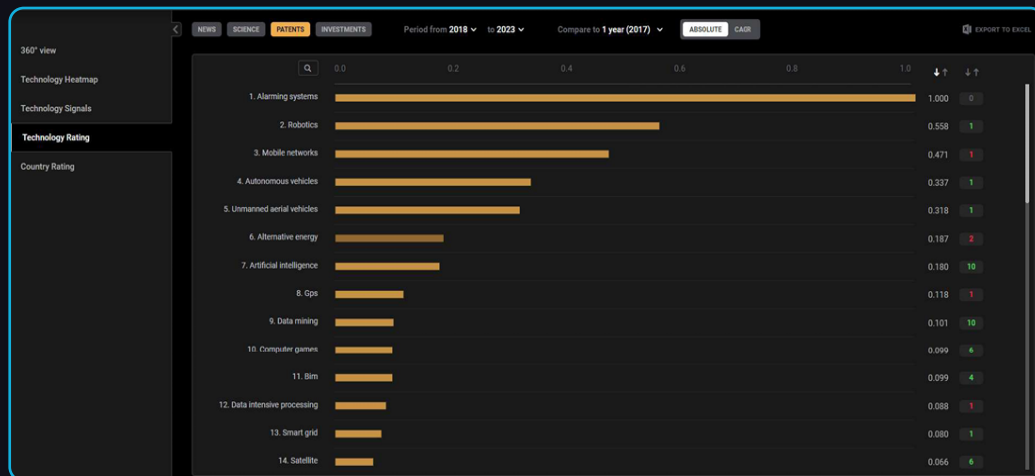 NEWS SCIENCE PATENTS INVESTMENTS Period from 2018 to 2023 Compare to 1 year (2017) ABSOLUTE CAGR EXPORT TO EXCEL
360° view
Technology Heatmap
Technology Signals
Technology Rating
Country Rating
0.0 0.2 0.4 0.6 0.8 1.0
1. Alarming systems 1.000 0
2. Robotics 0.558 1
3. Mobile networks 0.471 1
4. Autonomous vehicles 0.337 1
5. Unmanned aerial vehicles 0.318 1
6. Alternative energy 0.187 2
7. Artificial intelligence 0.180 10
8. Gps 0.118 1
9. Data mining 0.101 10
10. Computer games 0.099 6
11. Bim 0.099 4
12. Data intensive processing 0.088 1
13. Smart grid 0.080 1
14. Satellite 0.066 6